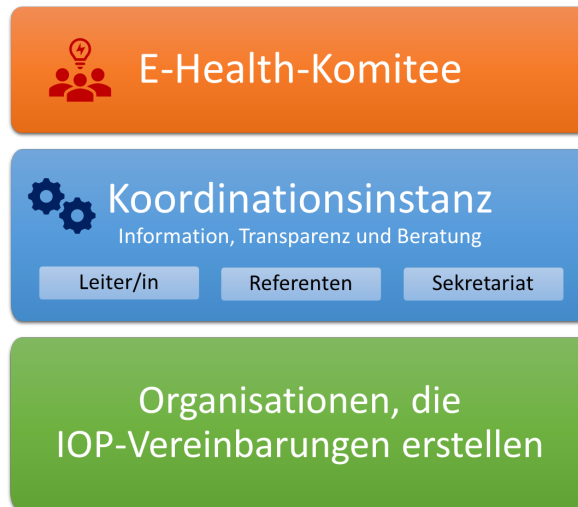 E-Health-Komitee
Koordinationsinstanz
Information, Transparenz und Beratung
Leiter/in
Referenten
Sekretariat
Organisationen, die
IOP-Vereinbarungen erstellen